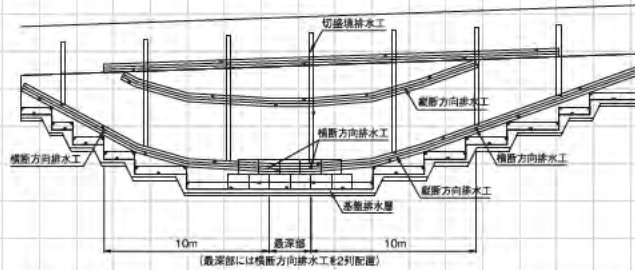 切盛境排水工
縦断方向排水工
横断方向排水工
横断方向排水工
横断方向排水工
縦断方向排水工
基盤排水層
10m 最深部 10m
(最深部には横断方向排水工を2列配置)